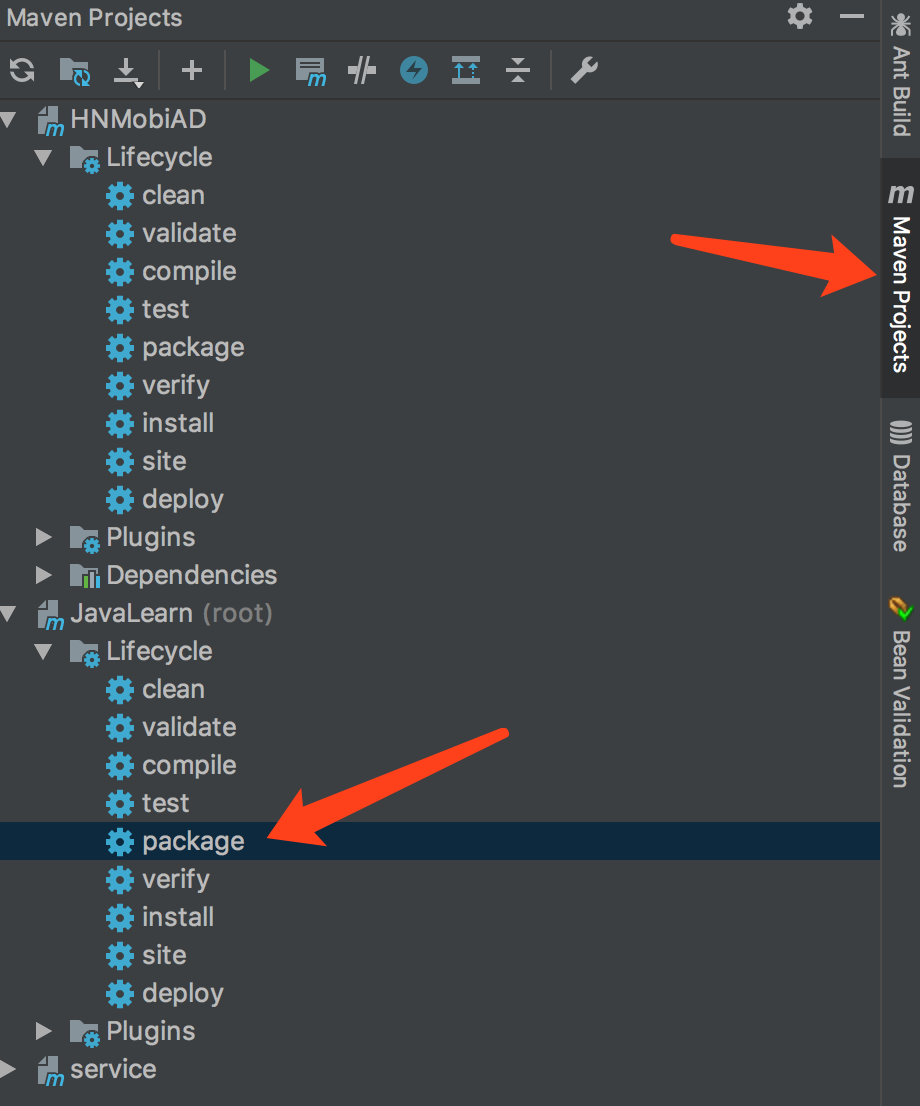 Maven Projects
HNMobiAD
Lifecycle
clean
validate
compile
test
package
verify
install
site
deploy
Plugins
Dependencies
JavaLearn (root)
Lifecycle
clean
validate
compile
test
package
verify
install
site
deploy
Plugins
service
Ant Build
m
Maven Projects
Database
Bean Validation